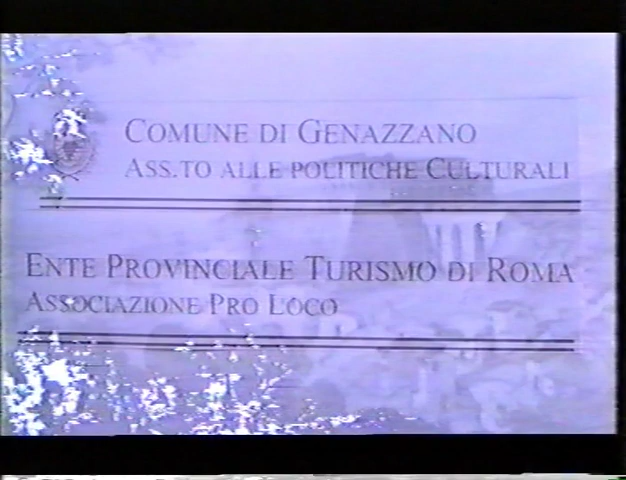 COMUNE DI GENAZZANO
ASS.TO ALLE POLITICHE CULTURALI
ENTE PROVINCIALE TURISMO DI ROMA
ASSOCIAZIONE PRO LOCO